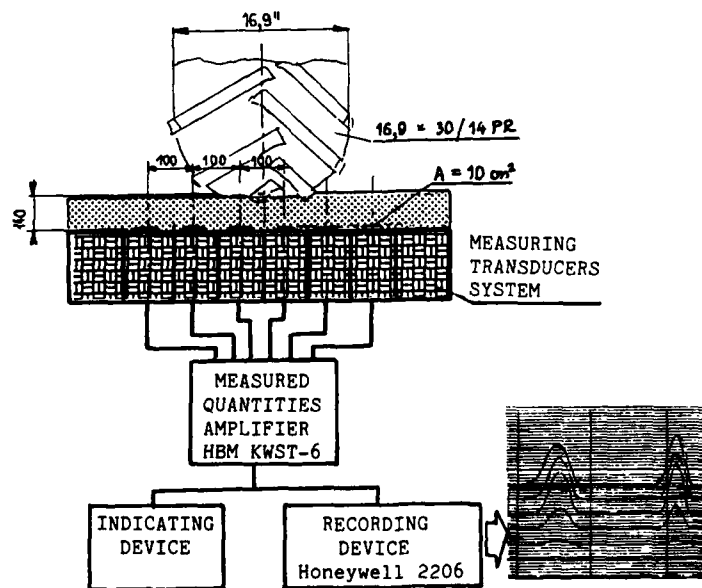 16,9"
16,9 = 30/14 PR
100 100 100
A = 10 cm²
140
MEASURING
TRANSDUCERS
SYSTEM
MEASURED
QUANTITIES
AMPLIFIER
HBM KWST-6
INDICATING
DEVICE
RECORDING
DEVICE
Honeywell 2206